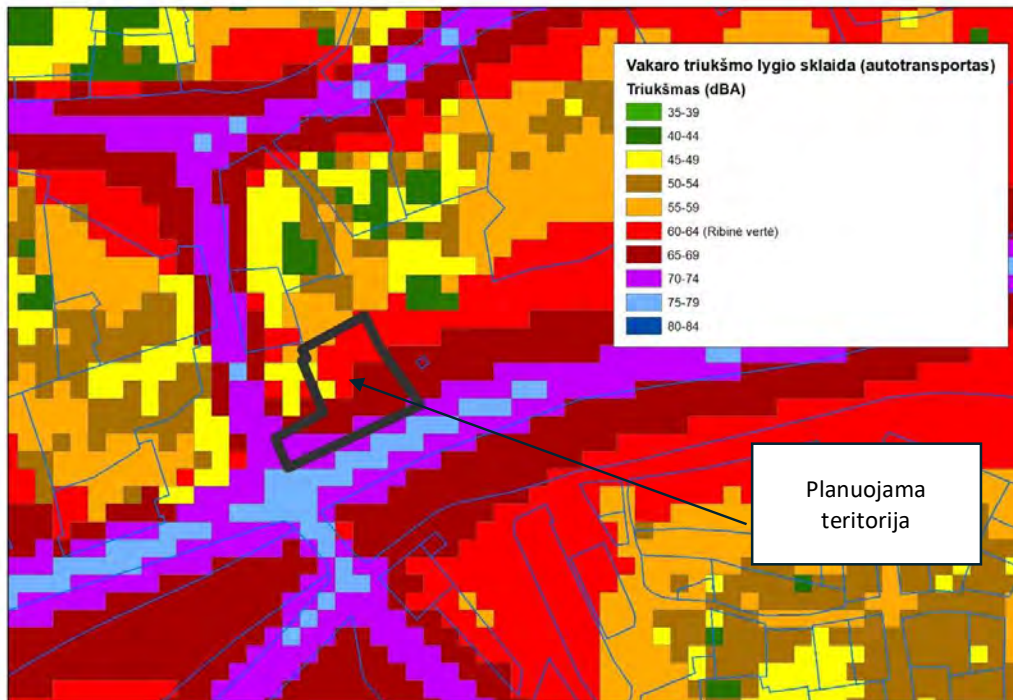 Vakaro triukšmo lygio sklaida (autotransportas)
Triukšmas (dBA)
35-39
40-44
45-49
50-54
55-59
60-64 (Ribinė vertė)
65-69
70-74
75-79
80-84
Planuojama
teritorija